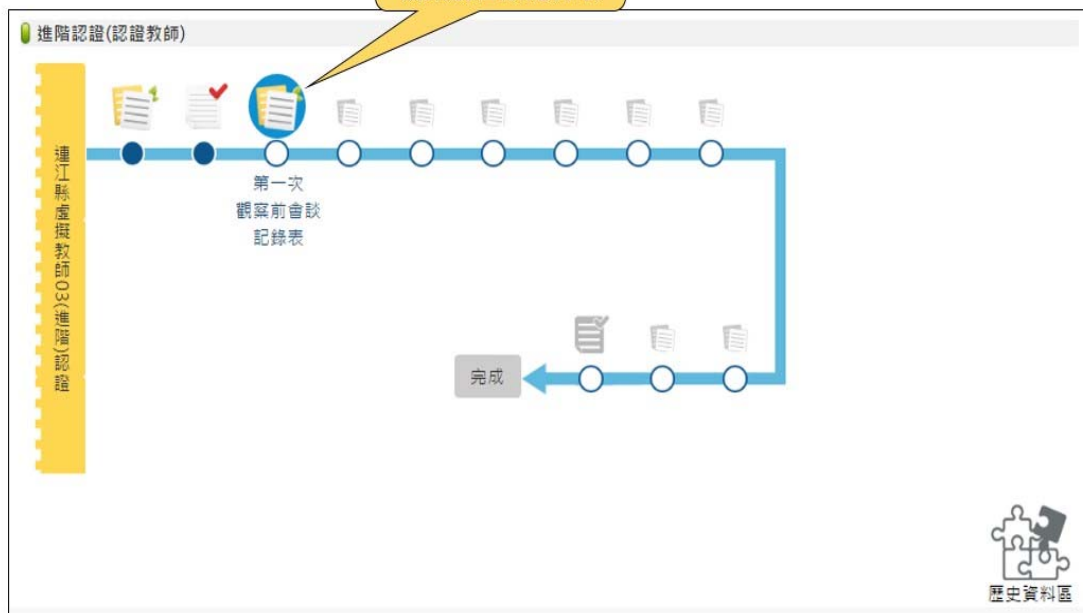 進階認證(認證教師)
連江縣虛擬教師03(進階)認證
第一次
觀察前會談
記錄表
完成
歷史資料區